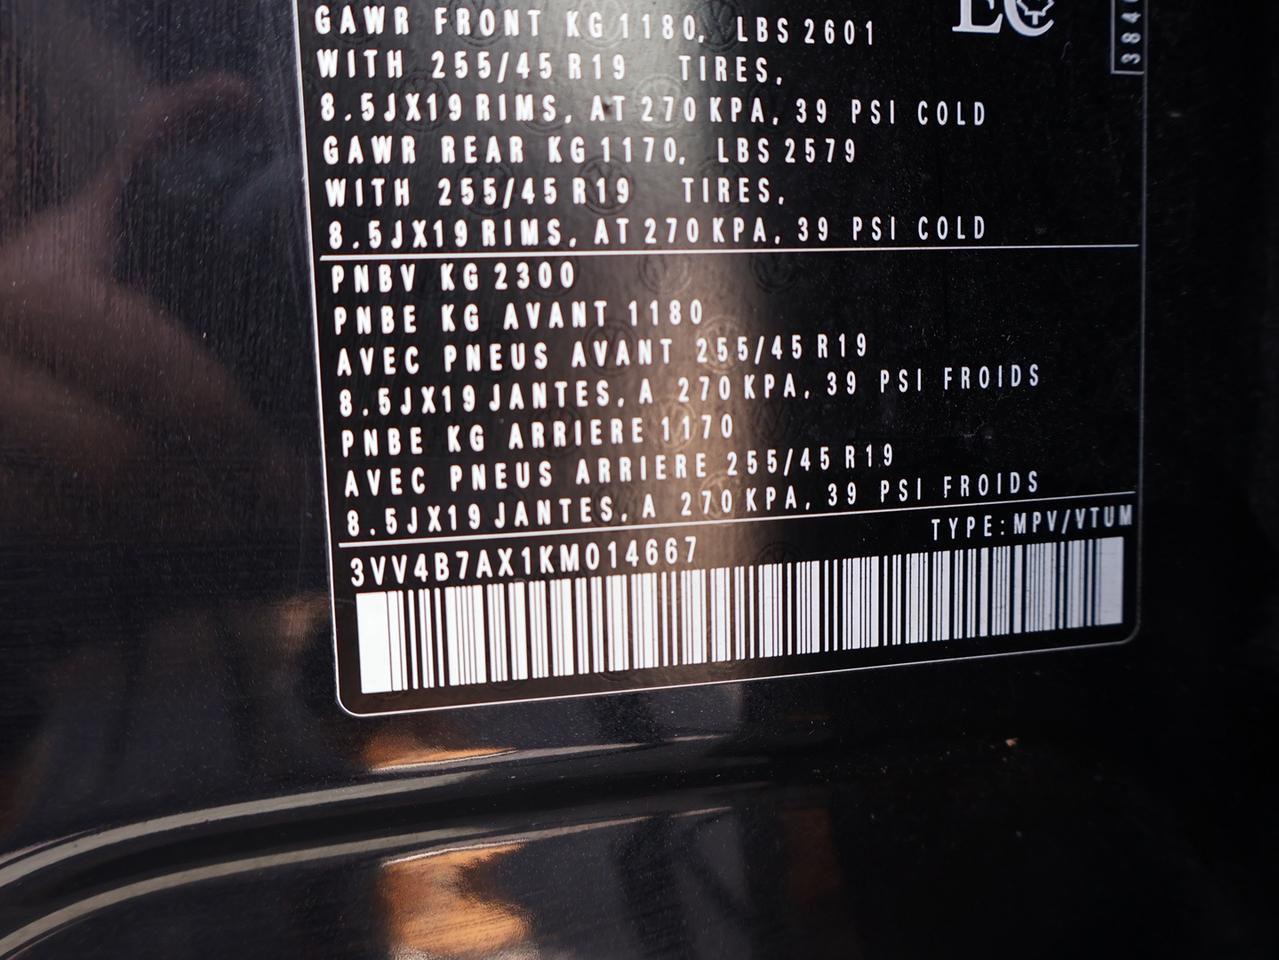 GAWR FRONT KG 1180, LBS 2601
WITH 255/45 R19 TIRES,
8.5JX19 RIMS, AT 270 KPA, 39 PSI COLD
GAWR REAR KG 1170, LBS 2579
WITH 255/45 R19 TIRES,
8.5JX19 RIMS, AT 270 KPA, 39 PSI COLD
PNBV KG 2300
PNBE KG AVANT 1180
AVEC PNEUS AVANT 255/45 R19
8.5JX19 JANTES, A 270 KPA, 39 PSI FROIDS
PNBE KG ARRIERE 1170
AVEC PNEUS ARRIERE 255/45 R19
8.5JX19 JANTES, A 270 KPA, 39 PSI FROIDS
TYPE: MPV/VTUM
3VV4B7AX1KM014667